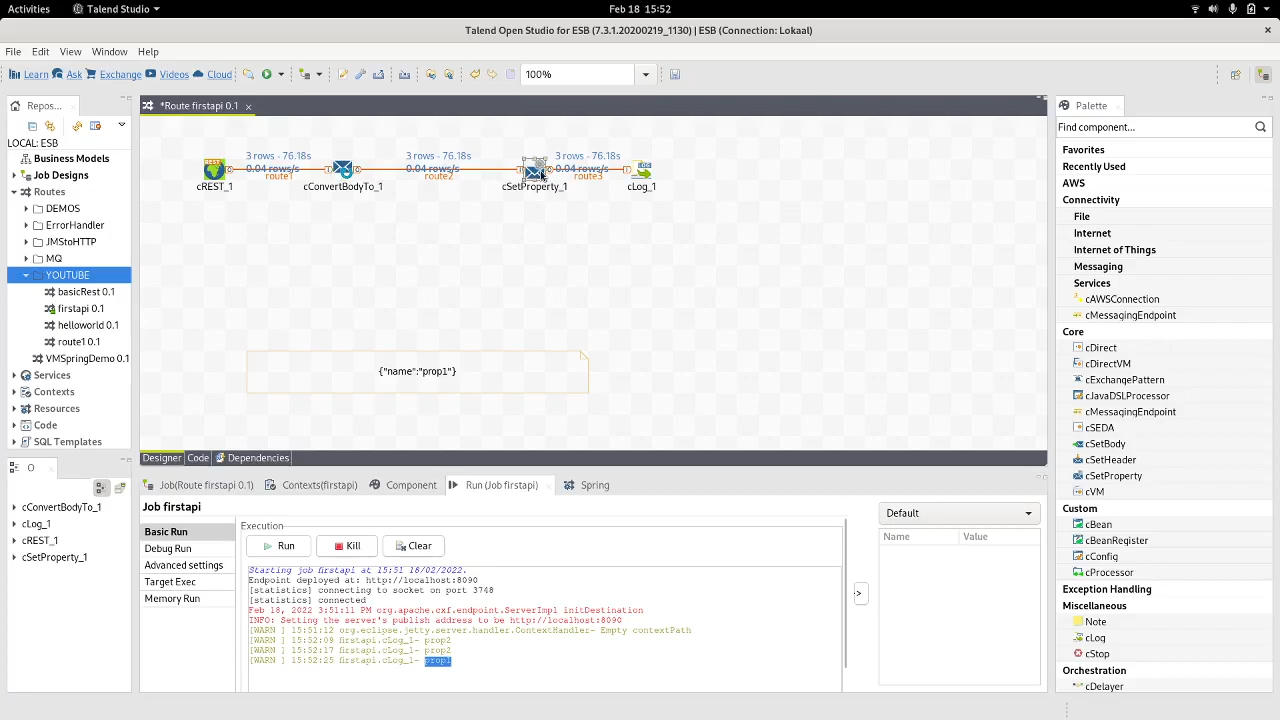 Activities
Talend Studio
Feb 18 15:52
Talend Open Studio for ESB (7.3.1.20200219_1130) | ESB (Connection: Lokaal)
File Edit View Window Help
Learn Ask Exchange Videos Cloud
100%
Repos...
*Route firstapi 0.1
Palette
LOCAL: ESB
Business Models
Job Designs
Routes
DEMOS
ErrorHandler
JMStoHTTP
MQ
YOUTUBE
basicRest 0.1
firstapi 0.1
helloworld 0.1
route1 0.1
VMSpringDemo 0.1
Services
Contexts
Resources
Code
SQL Templates
3 rows - 76.18s
0.04 rows/s
route1
3 rows - 76.18s
0.04 rows/s
route2
3 rows - 76.18s
0.04 rows/s
route3
REST
cREST_1
cConvertBodyTo_1
cSetProperty_1
cLog_1
{"name":"prop1"}
Designer Code Dependencies
Find component...
Favorites
Recently Used
AWS
Connectivity
File
Internet
Internet of Things
Messaging
Services
cAWSConnection
cMessagingEndpoint
Core
cDirect
cDirectVM
cExchangePattern
cJavaDSLProcessor
cMessagingEndpoint
cSEDA
cSetBody
cSetHeader
cSetProperty
cVM
Custom
cBean
cBeanRegister
cConfig
cProcessor
Exception Handling
Miscellaneous
Note
cLog
cStop
Orchestration
cDelayer
O
cConvertBodyTo_1
cLog_1
cREST_1
cSetProperty_1
Job(Route firstapi 0.1) Contexts(firstapi) Component Run (Job firstapi) Spring
Job firstapi
Basic Run
Debug Run
Advanced settings
Target Exec
Memory Run
Execution
Run Kill Clear
Starting job firstapi at 15:51 18/02/2022.
Endpoint deployed at: http://localhost:8090
[statistics] connecting to socket on port 3748
[statistics] connected
Feb 18, 2022 3:51:11 PM org.apache.cxf.endpoint.ServerImpl initDestination
INFO: Setting the server's publish address to be http://localhost:8090
[WARN ] 15:51:12 org.eclipse.jetty.server.handler.ContextHandler- Empty contextPath
[WARN ] 15:52:09 firstapi.cLog_1- prop2
[WARN ] 15:52:17 firstapi.cLog_1- prop2
[WARN ] 15:52:25 firstapi.cLog_1- prop1
Default
Name Value